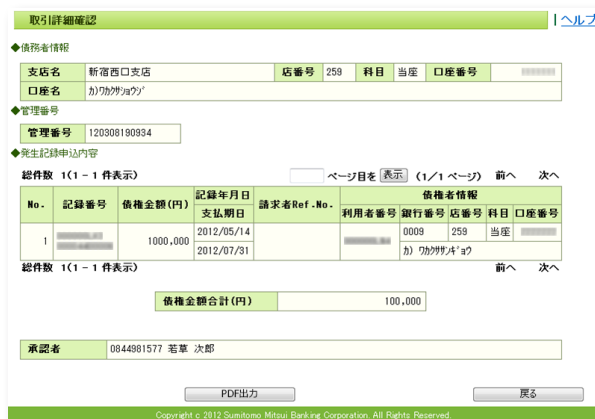 取引詳細確認 ヘルプ
◆債務者情報
支店名 新宿西口支店 店番号 259 科目 当座 口座番号
口座名 カ)ワカクサショウジ
◆管理番号
管理番号 120308190934
◆発生記録申込内容
総件数 1(1 - 1 件表示) ページ目を 表示 (1/1 ページ) 前へ 次へ
No. 記録番号 債権金額(円) 記録年月日 請求者Ref.No. 債権者情報
支払期日 利用者番号 銀行番号 店番号 科目 口座番号
1 1000,000 2012/05/14 0009 259 当座
2012/07/31 カ) ワカクササンギョウ
総件数 1(1 - 1 件表示) 前へ 次へ
債権金額合計(円) 100,000
承認者 0844981577 若草 次郎
PDF出力 戻る
Copyright c 2012 Sumitomo Mitsui Banking Corporation. All Rights Reserved.